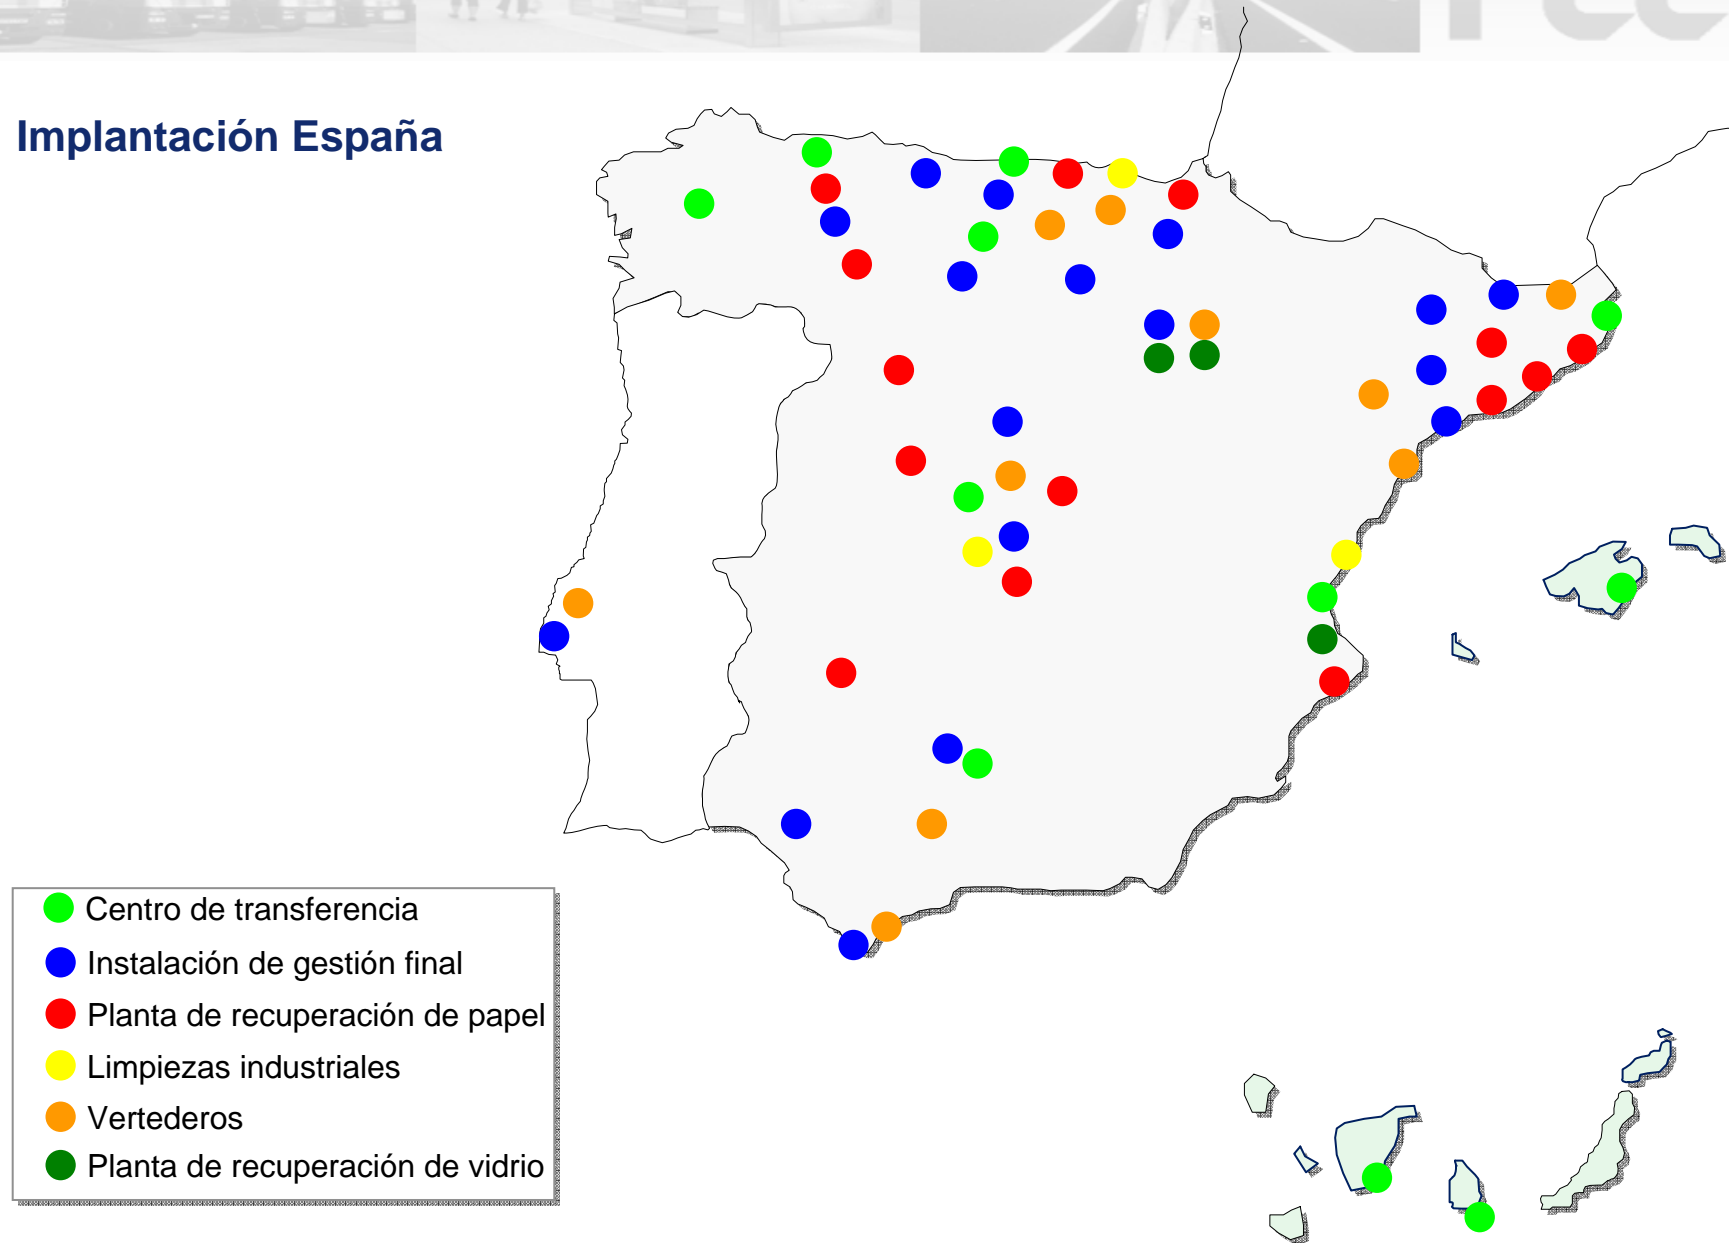 Implantación España
Centro de transferencia
Instalación de gestión final
Planta de recuperación de papel
Limpiezas industriales
Vertederos
Planta de recuperación de vidrio